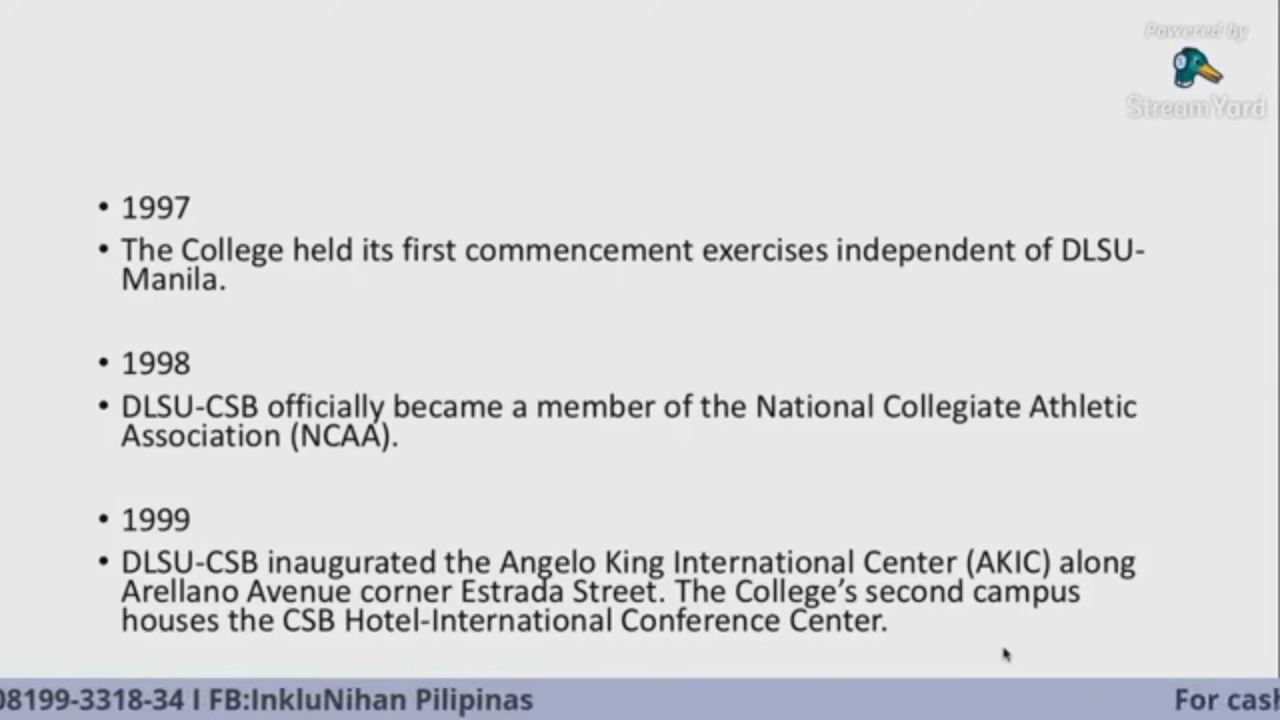 Powered by
StreamYard
• 1997
• The College held its first commencement exercises independent of DLSU-
Manila.
• 1998
• DLSU-CSB officially became a member of the National Collegiate Athletic
Association (NCAA).
• 1999
• DLSU-CSB inaugurated the Angelo King International Center (AKIC) along
Arellano Avenue corner Estrada Street. The College’s second campus
houses the CSB Hotel-International Conference Center.
08199-3318-34 I FB:InkluNihan Pilipinas For